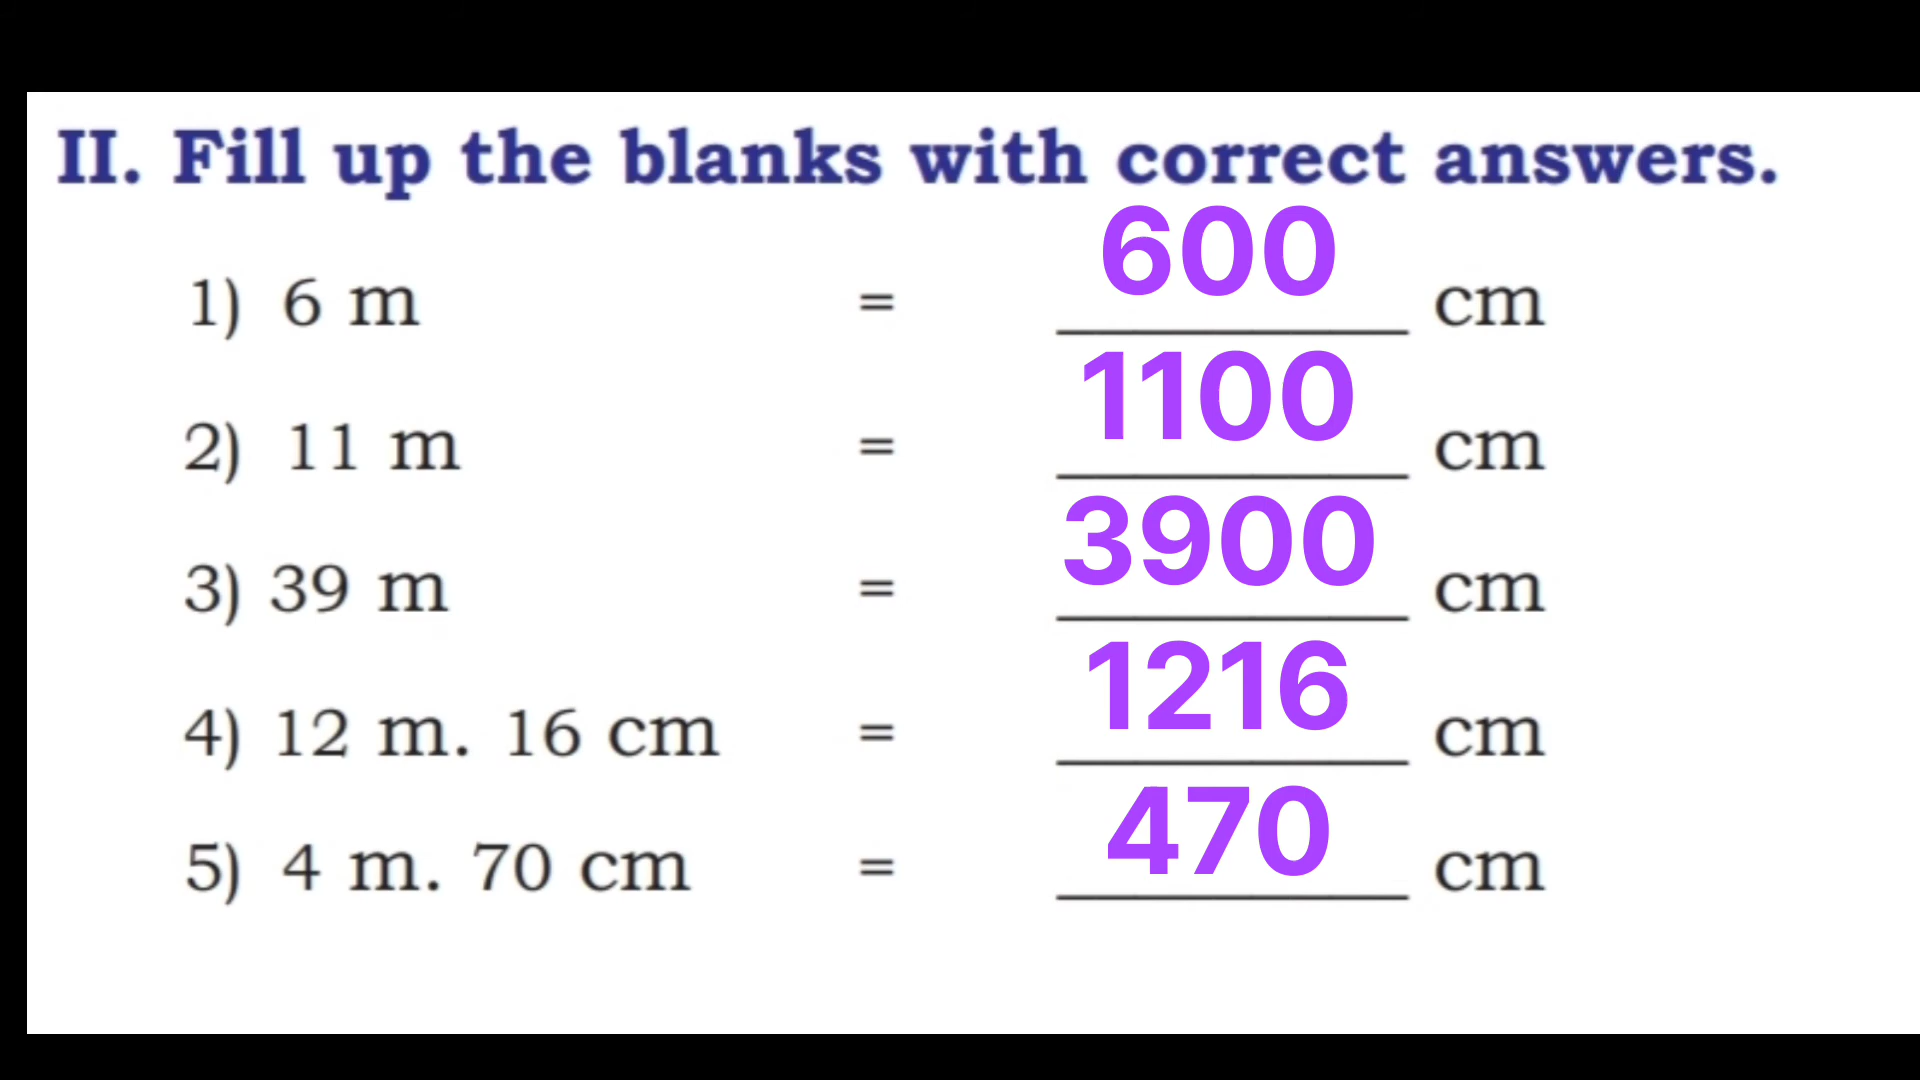 II. Fill up the blanks with correct answers.
1) 6 m = 600 cm
2) 11 m = 1100 cm
3) 39 m = 3900 cm
4) 12 m. 16 cm = 1216 cm
5) 4 m. 70 cm = 470 cm